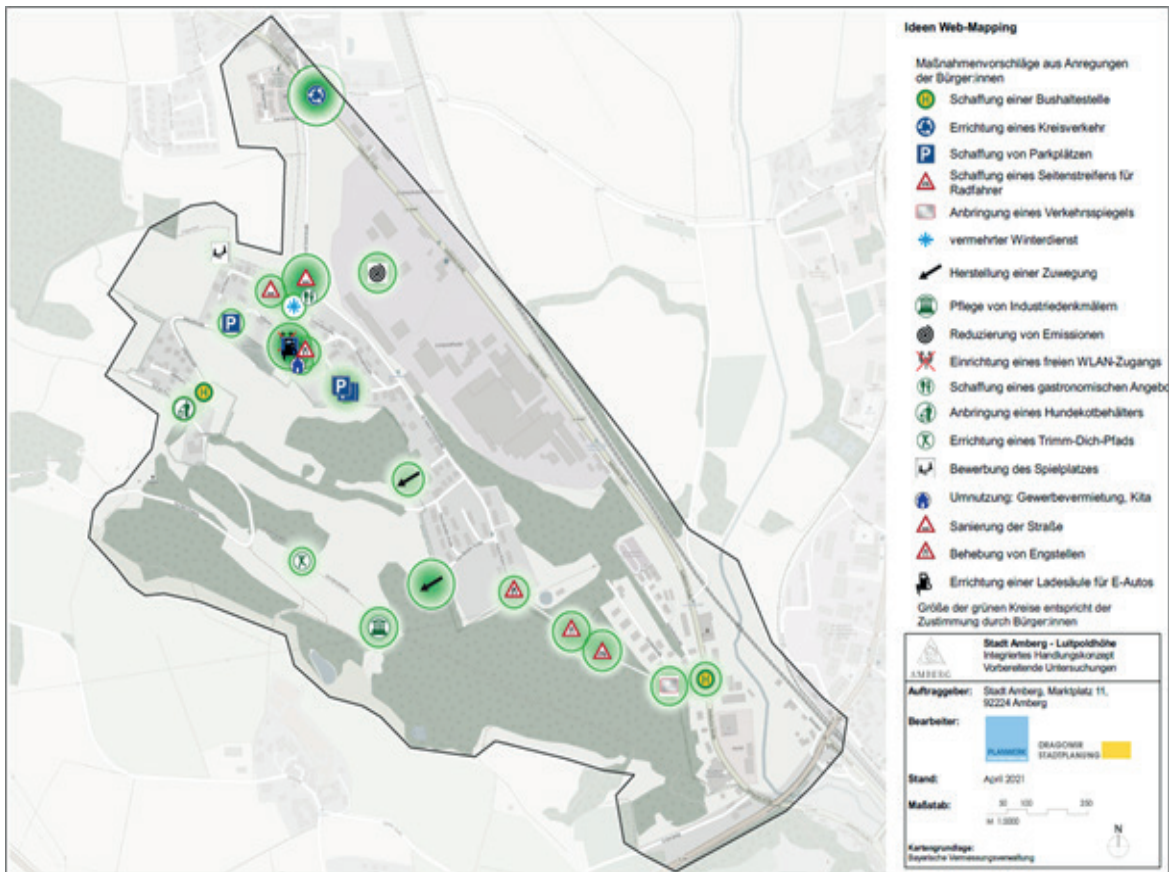 Ideen Web-Mapping
Maßnahmenvorschläge aus Anregungen
der Bürger:innen
H
Schaffung einer Bushaltestelle
Errichtung eines Kreisverkehr
P
Schaffung von Parkplätzen
Schaffung eines Seitenstreifens für
Radfahrer
Anbringung eines Verkehrsspiegels
vermehrter Winterdienst
Herstellung einer Zuwegung
Pflege von Industriedenkmälern
Reduzierung von Emissionen
Einrichtung eines freien WLAN-Zugangs
Schaffung eines gastronomischen Angebo
Anbringung eines Hundekotbehälters
Errichtung eines Trimm-Dich-Pfads
Bewerbung des Spielplatzes
Umnutzung: Gewerbevermietung, Kita
Sanierung der Straße
Behebung von Engstellen
Errichtung einer Ladesäule für E-Autos
Größe der grünen Kreise entspricht der
Zustimmung durch Bürger:innen
AMBERG
Stadt Amberg - Luitpoldhöhe
Integriertes Handlungskonzept
Vorbereitende Untersuchungen
Auftraggeber: Stadt Amberg, Marktplatz 11,
92224 Amberg
Bearbeiter:
PLANWERK
DRAGOMIR
STADTPLANUNG
Stand: April 2021
Maßstab:
50 100 250
M 1:5000
N
Kartengrundlage:
Bayerische Vermessungsverwaltung
P
P
H
H